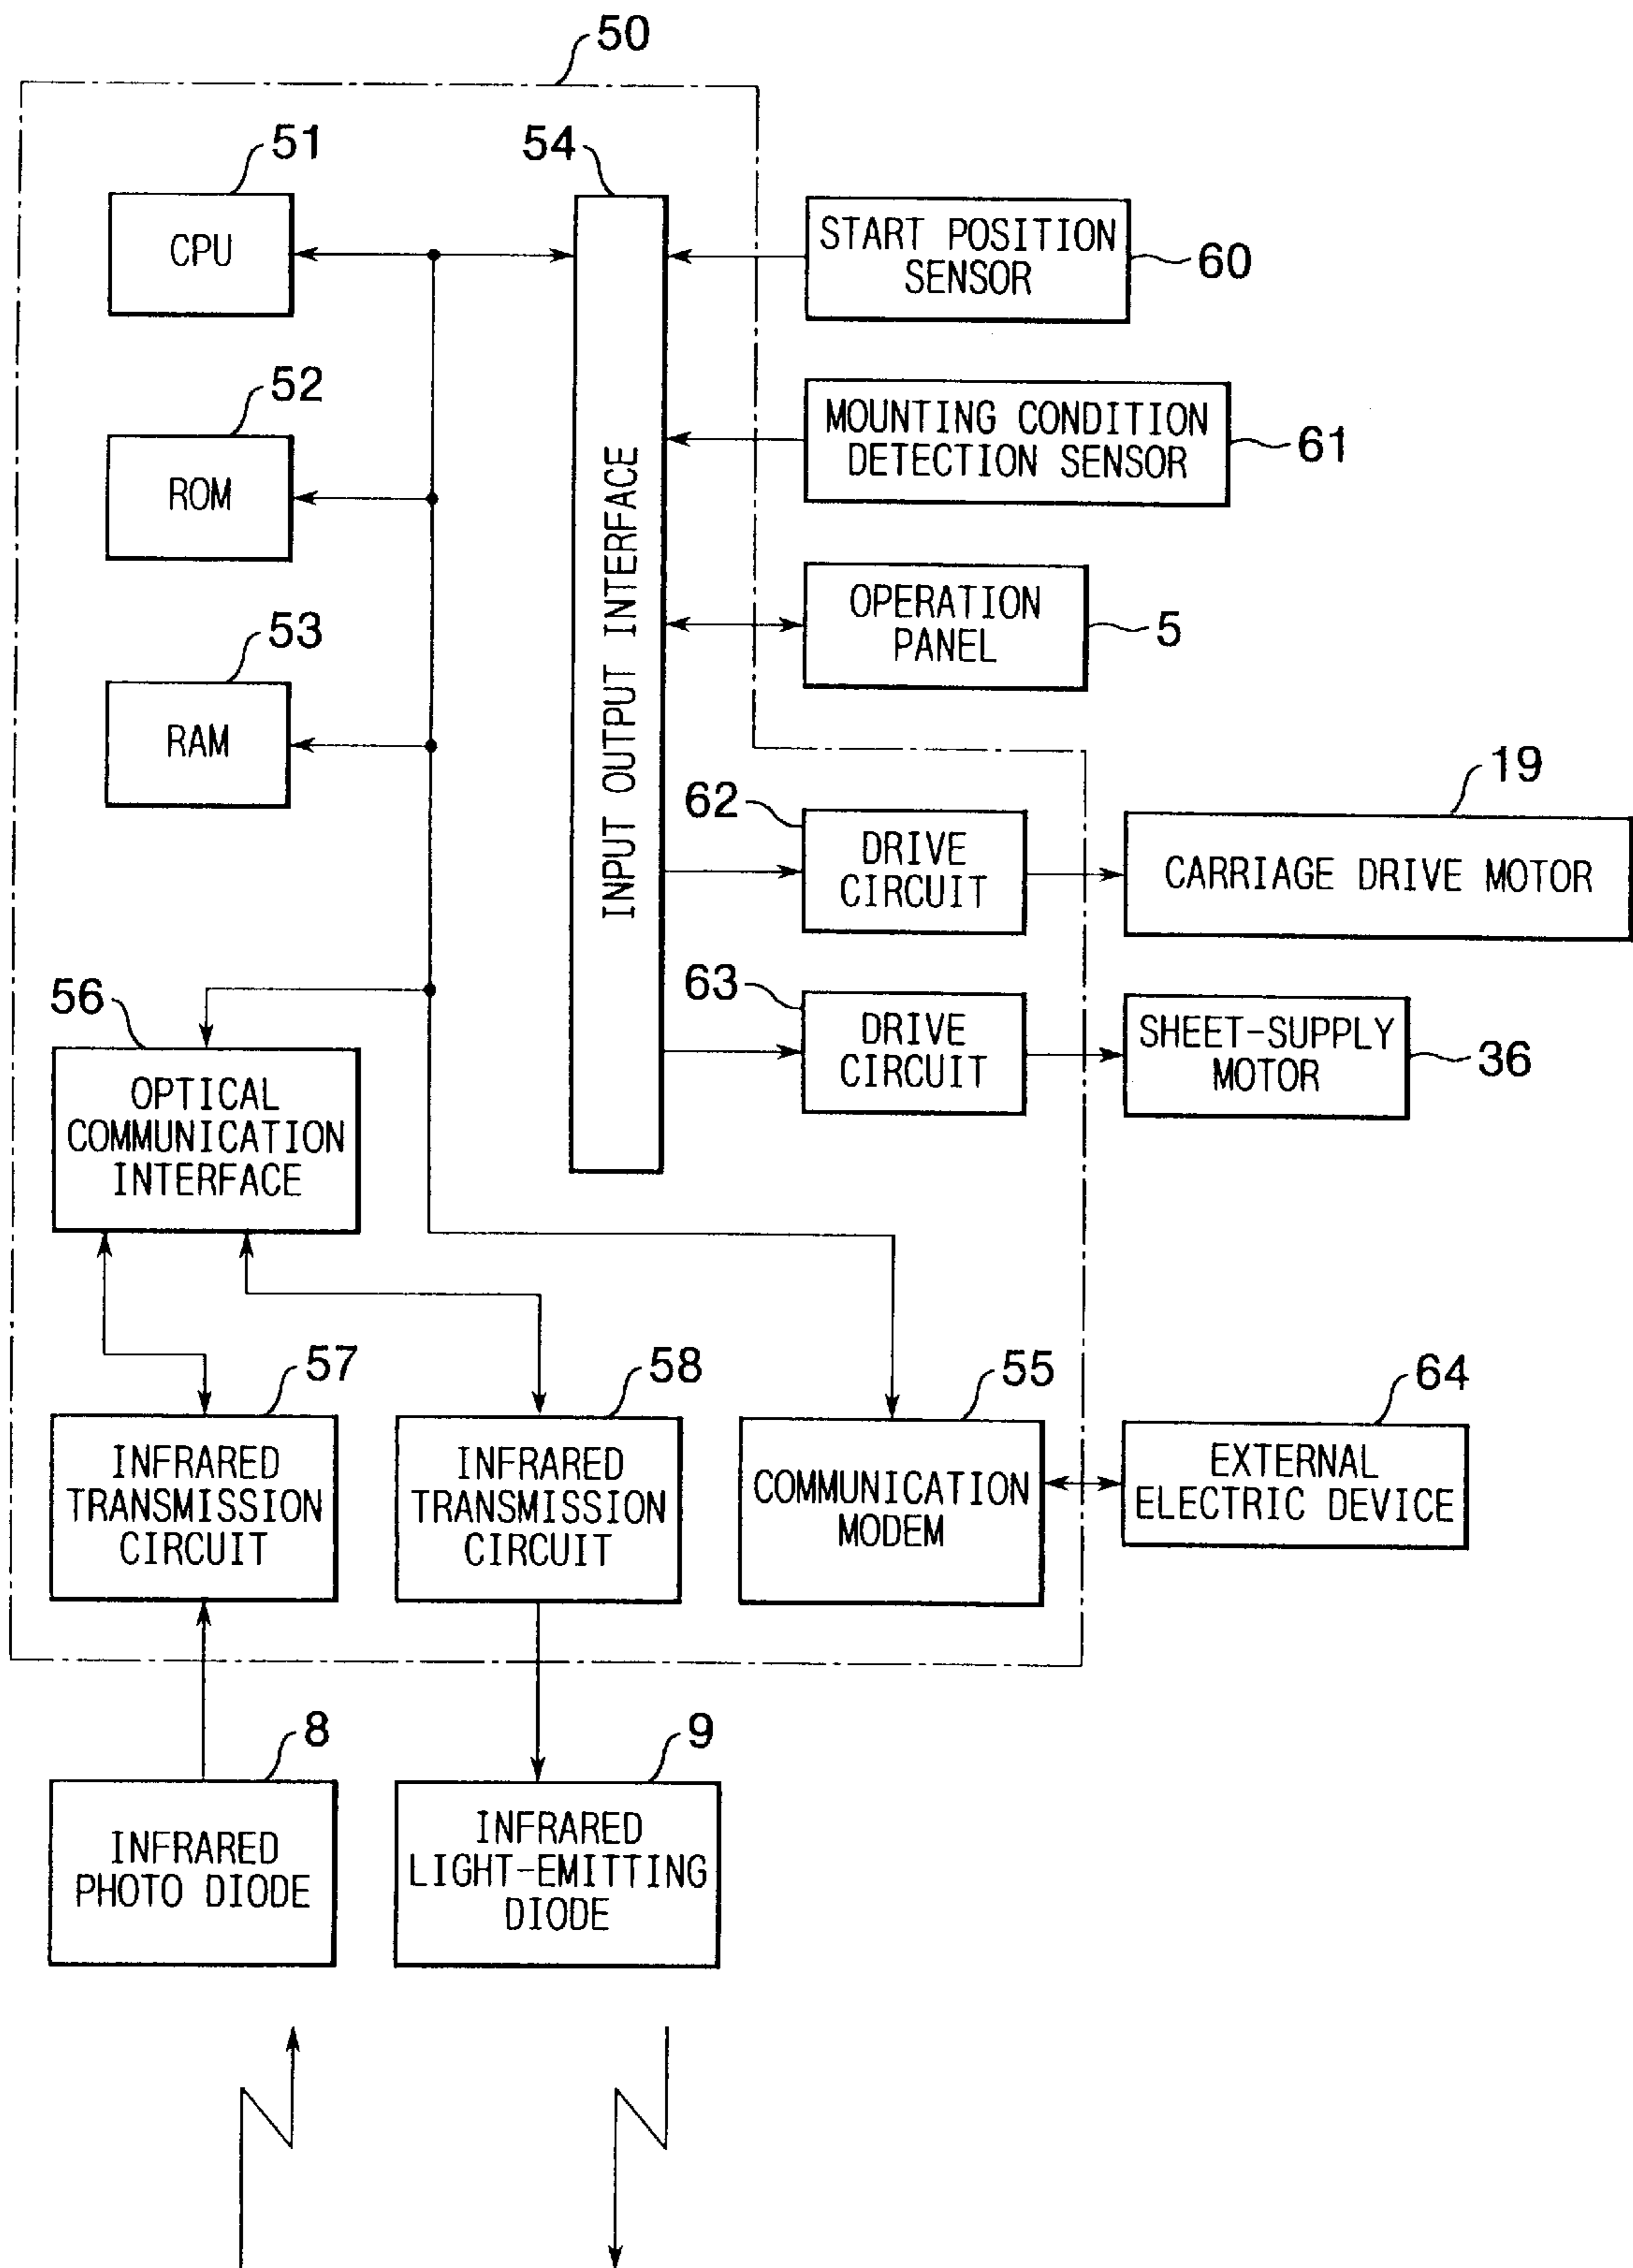 50
51
CPU
54
START POSITION
SENSOR
60
52
ROM
MOUNTING CONDITION
DETECTION SENSOR
61
INPUT OUTPUT INTERFACE
53
RAM
OPERATION
PANEL
5
62
DRIVE
CIRCUIT
19
CARRIAGE DRIVE MOTOR
63
DRIVE
CIRCUIT
SHEET-SUPPLY
MOTOR
36
56
OPTICAL
COMMUNICATION
INTERFACE
57
INFRARED
TRANSMISSION
CIRCUIT
58
INFRARED
TRANSMISSION
CIRCUIT
55
COMMUNICATION
MODEM
64
EXTERNAL
ELECTRIC DEVICE
8
INFRARED
PHOTO DIODE
9
INFRARED
LIGHT-EMITTING
DIODE